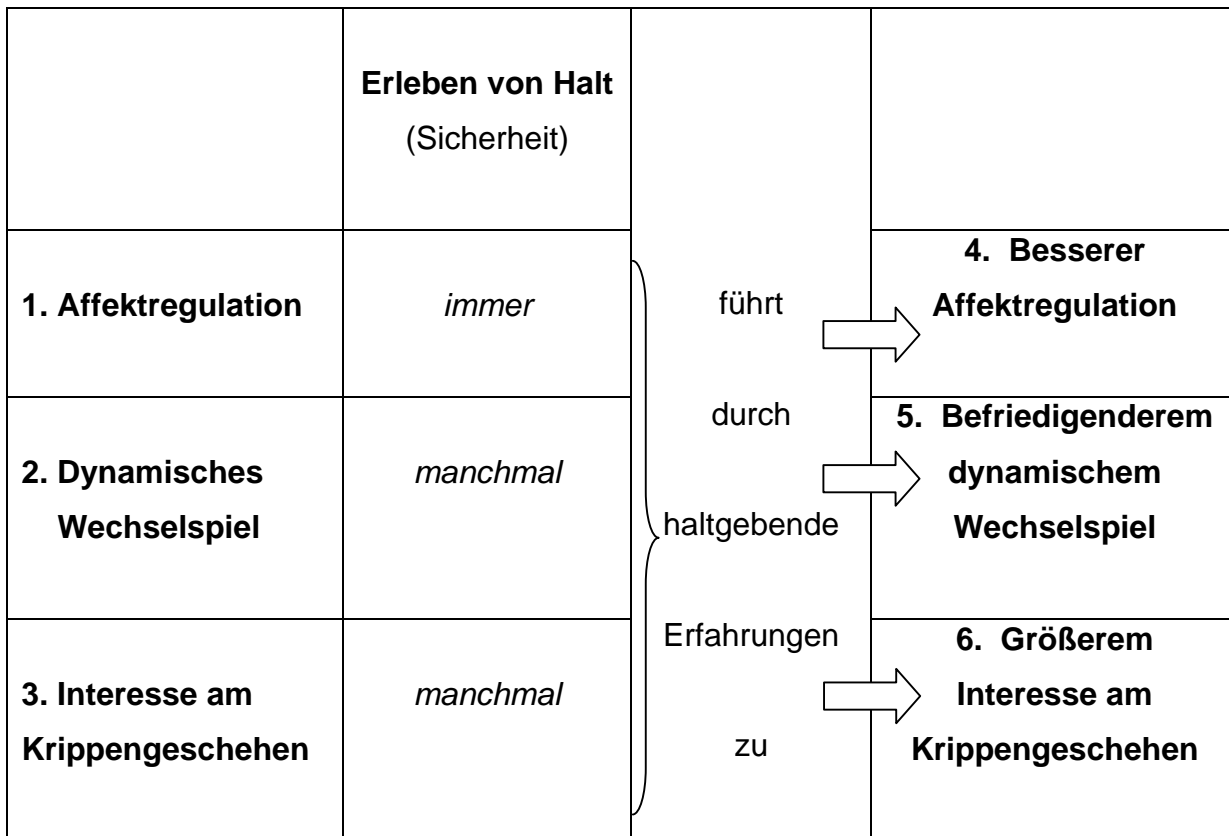 Erleben von Halt
(Sicherheit)
1. Affektregulation
immer
führt
4. Besserer
Affektregulation
2. Dynamisches
Wechselspiel
manchmal
durch
haltgebende
5. Befriedigenderem
dynamischem
Wechselspiel
3. Interesse am
Krippengeschehen
manchmal
Erfahrungen
zu
6. Größerem
Interesse am
Krippengeschehen